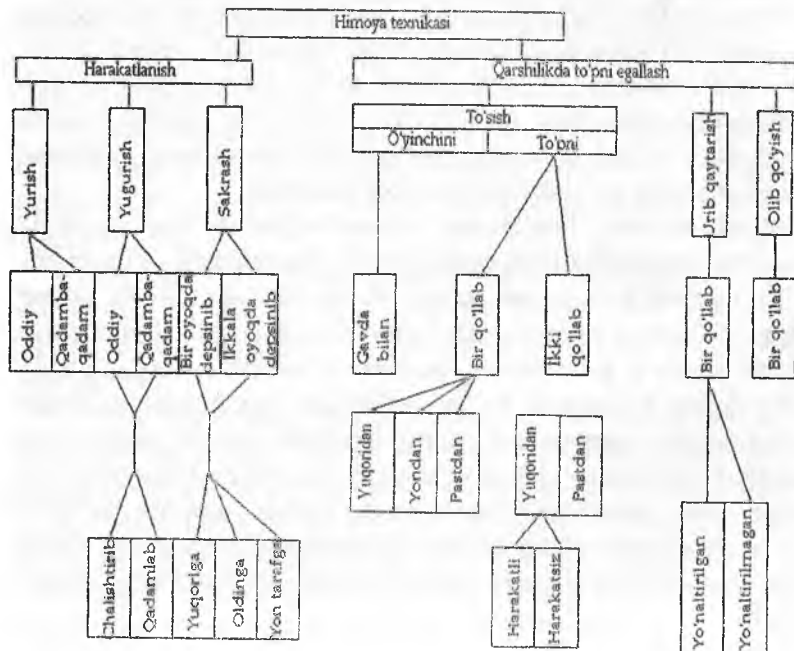 Himoya texnikasi
Harakatlanish
Qarshilikda to'pni egallash
To'sish
O'yinchini
To'pni
Yurish
Yugurish
Sakrash
Urib qaytarish
Olib qo'yish
Oddiy
Qadamba-
qadam
Oddiy
Qadamba-
qadam
Bir oyoqda
depsinib
Ikkala
oyoqda
depsinib
Gavda
bilan
Bir qo'llab
Ikki
qo'llab
Bir qo'llab
Bir qo'llab
Yuqoridan
Yondan
Pastdan
Yuqoridan
Pastdan
Chalishtirib
Qadamlab
Yuqoriga
Oldinga
Yon tarafga
Harakatli
Harakatsiz
Yo'naltirilgan
Yo'naltirilmagan